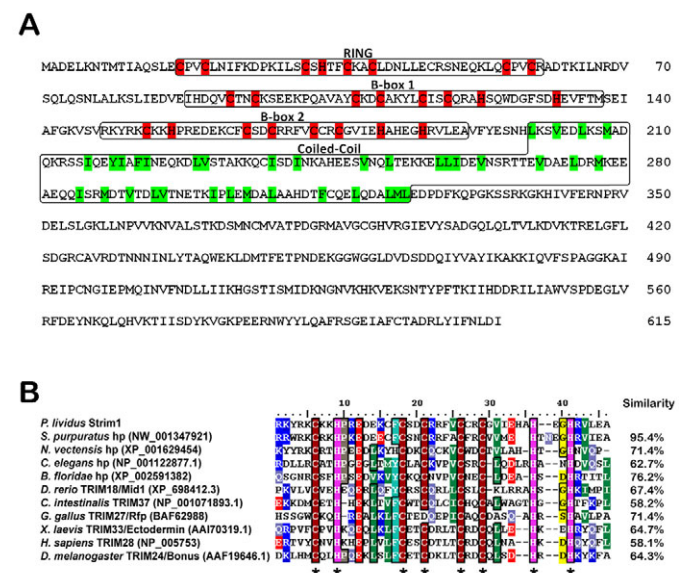 A
RING
MADELKNTMTIAQSLECPVCLNIFKDPKILSCSHTFCKACLDNLLECRSNEQKLQCPVCRADTKILNRDV 70
B-box 1
SQLQSNLALKSLIEDVEIHDQVCTNCKSEEKPQAVAYCKDCAKYLCISCQRAHSQWDGFSDHEVFTMSEI 140
B-box 2
AFGKVSVRKYRKCKKHPREDEKCFCSDCRRFVCCRCGVIEHAHEGHRVLEAVFYESNHLKSVEDLKSMAD 210
Coiled-Coil
QKRSSIQEYIAFINEQKDLVSTAKKQCISDINKAHEESVNQLTEKKELLIDEVNSRTTEVDAELDRMKEE 280
AEQQISRMDTVTDLVTNETKIPLEMDALAAHDTFCQELQDALMLEDPDFKQPGKSSRKGKHIVFERNPRV 350
DELSLGKLLNPVVKNVALSTKDSMNCMVATPDGRMAVGCGHVRGIEVYSADGQLQLTVLKDVKTRELGFL 420
SDGRCAVRDTNNNINLYTAQWEKLDMTFETPNDEKGGWGGLDVDSDDQIYVAYIKAKKIQVFSPAGGKAI 490
REIPCNGIEPMQINVFNDLLIIKHGSTISMIDKNGNVKHKVEKSNTYPFTKIIHDDRILIAWVSPDEGLV 560
RFDEYNKQLQHVKTIISDYKVGKPEERNWYYLQAFRSGEIAFCTADRLYIFNLDI 615
B
Similarity
10 20 30 40
P. lividus Strim1
S. purpuratus hp (NW_001347921) 95.4%
N. vectensis hp (XP_001629454) 71.4%
C. elegans hp (NP_001122877.1) 62.7%
B. floridae hp (XP_002591382) 76.2%
D. rerio TRIM18/Mid1 (XP_698412.3) 67.4%
C. intestinalis TRIM37 (NP_001071893.1) 58.2%
G. gallus TRIM27/Rfp (BAF62988) 71.4%
X. laevis TRIM33/Ectodermin (AAI70319.1) 64.7%
H. sapiens TRIM28 (NP_005753) 58.1%
D. melanogaster TRIM24/Bonus (AAF19646.1) 64.3%
* * * * * * * *